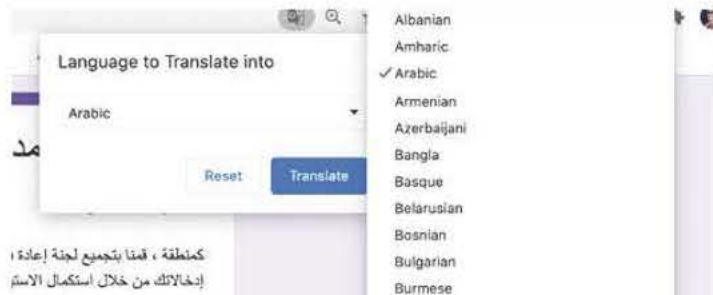 Language to Translate into
Arabic
Reset
Translate
كمنطقة ، قمنا بتجميع لجنة إعادة
إدخالاتك من خلال استكمال
Albanian
Amharic
✓ Arabic
Armenian
Azerbaijani
Bangla
Basque
Belarusian
Bosnian
Bulgarian
Burmese